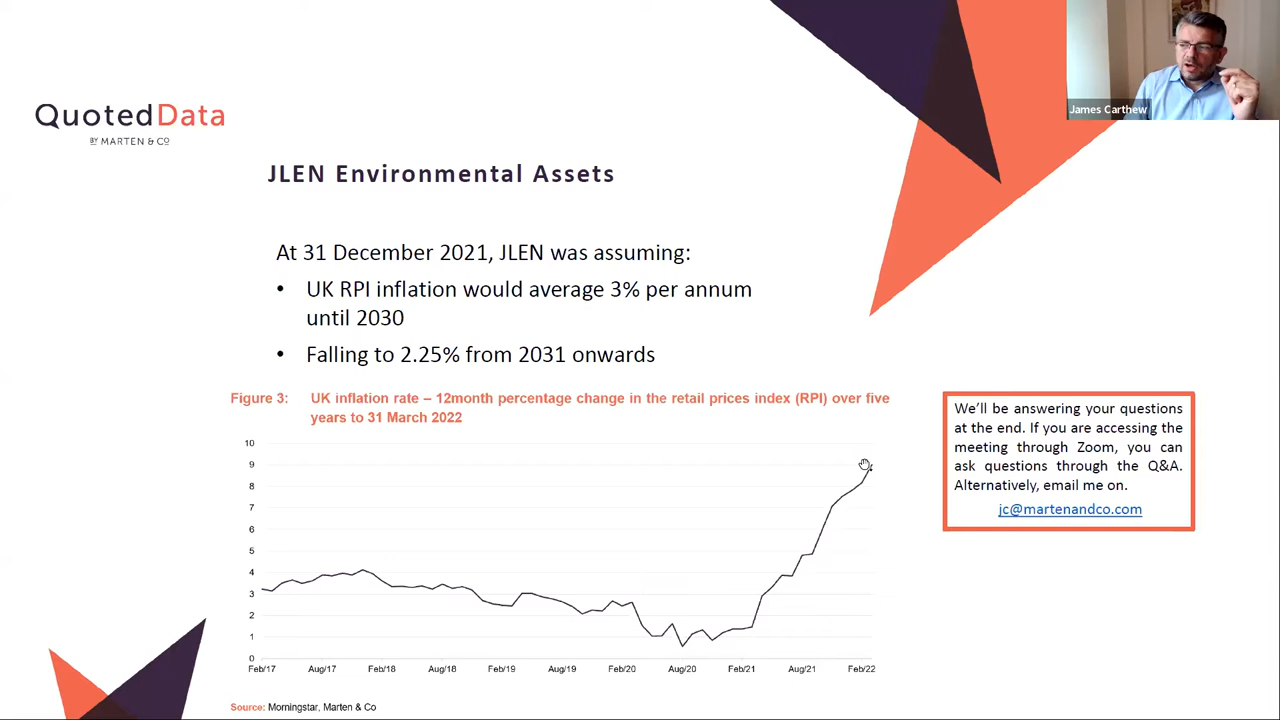 James Carthew
QuotedData
BY MARTEN & CO
JLEN Environmental Assets
At 31 December 2021, JLEN was assuming:
• UK RPI inflation would average 3% per annum
until 2030
• Falling to 2.25% from 2031 onwards
Figure 3: UK inflation rate – 12month percentage change in the retail prices index (RPI) over five
years to 31 March 2022
We’ll be answering your questions
at the end. If you are accessing the
meeting through Zoom, you can
ask questions through the Q&A.
Alternatively, email me on.
jc@martenandco.com
10
9
8
7
6
5
4
3
2
1
0
Feb/17 Aug/17 Feb/18 Aug/18 Feb/19 Aug/19 Feb/20 Aug/20 Feb/21 Aug/21 Feb/22
Source: Morningstar, Marten & Co